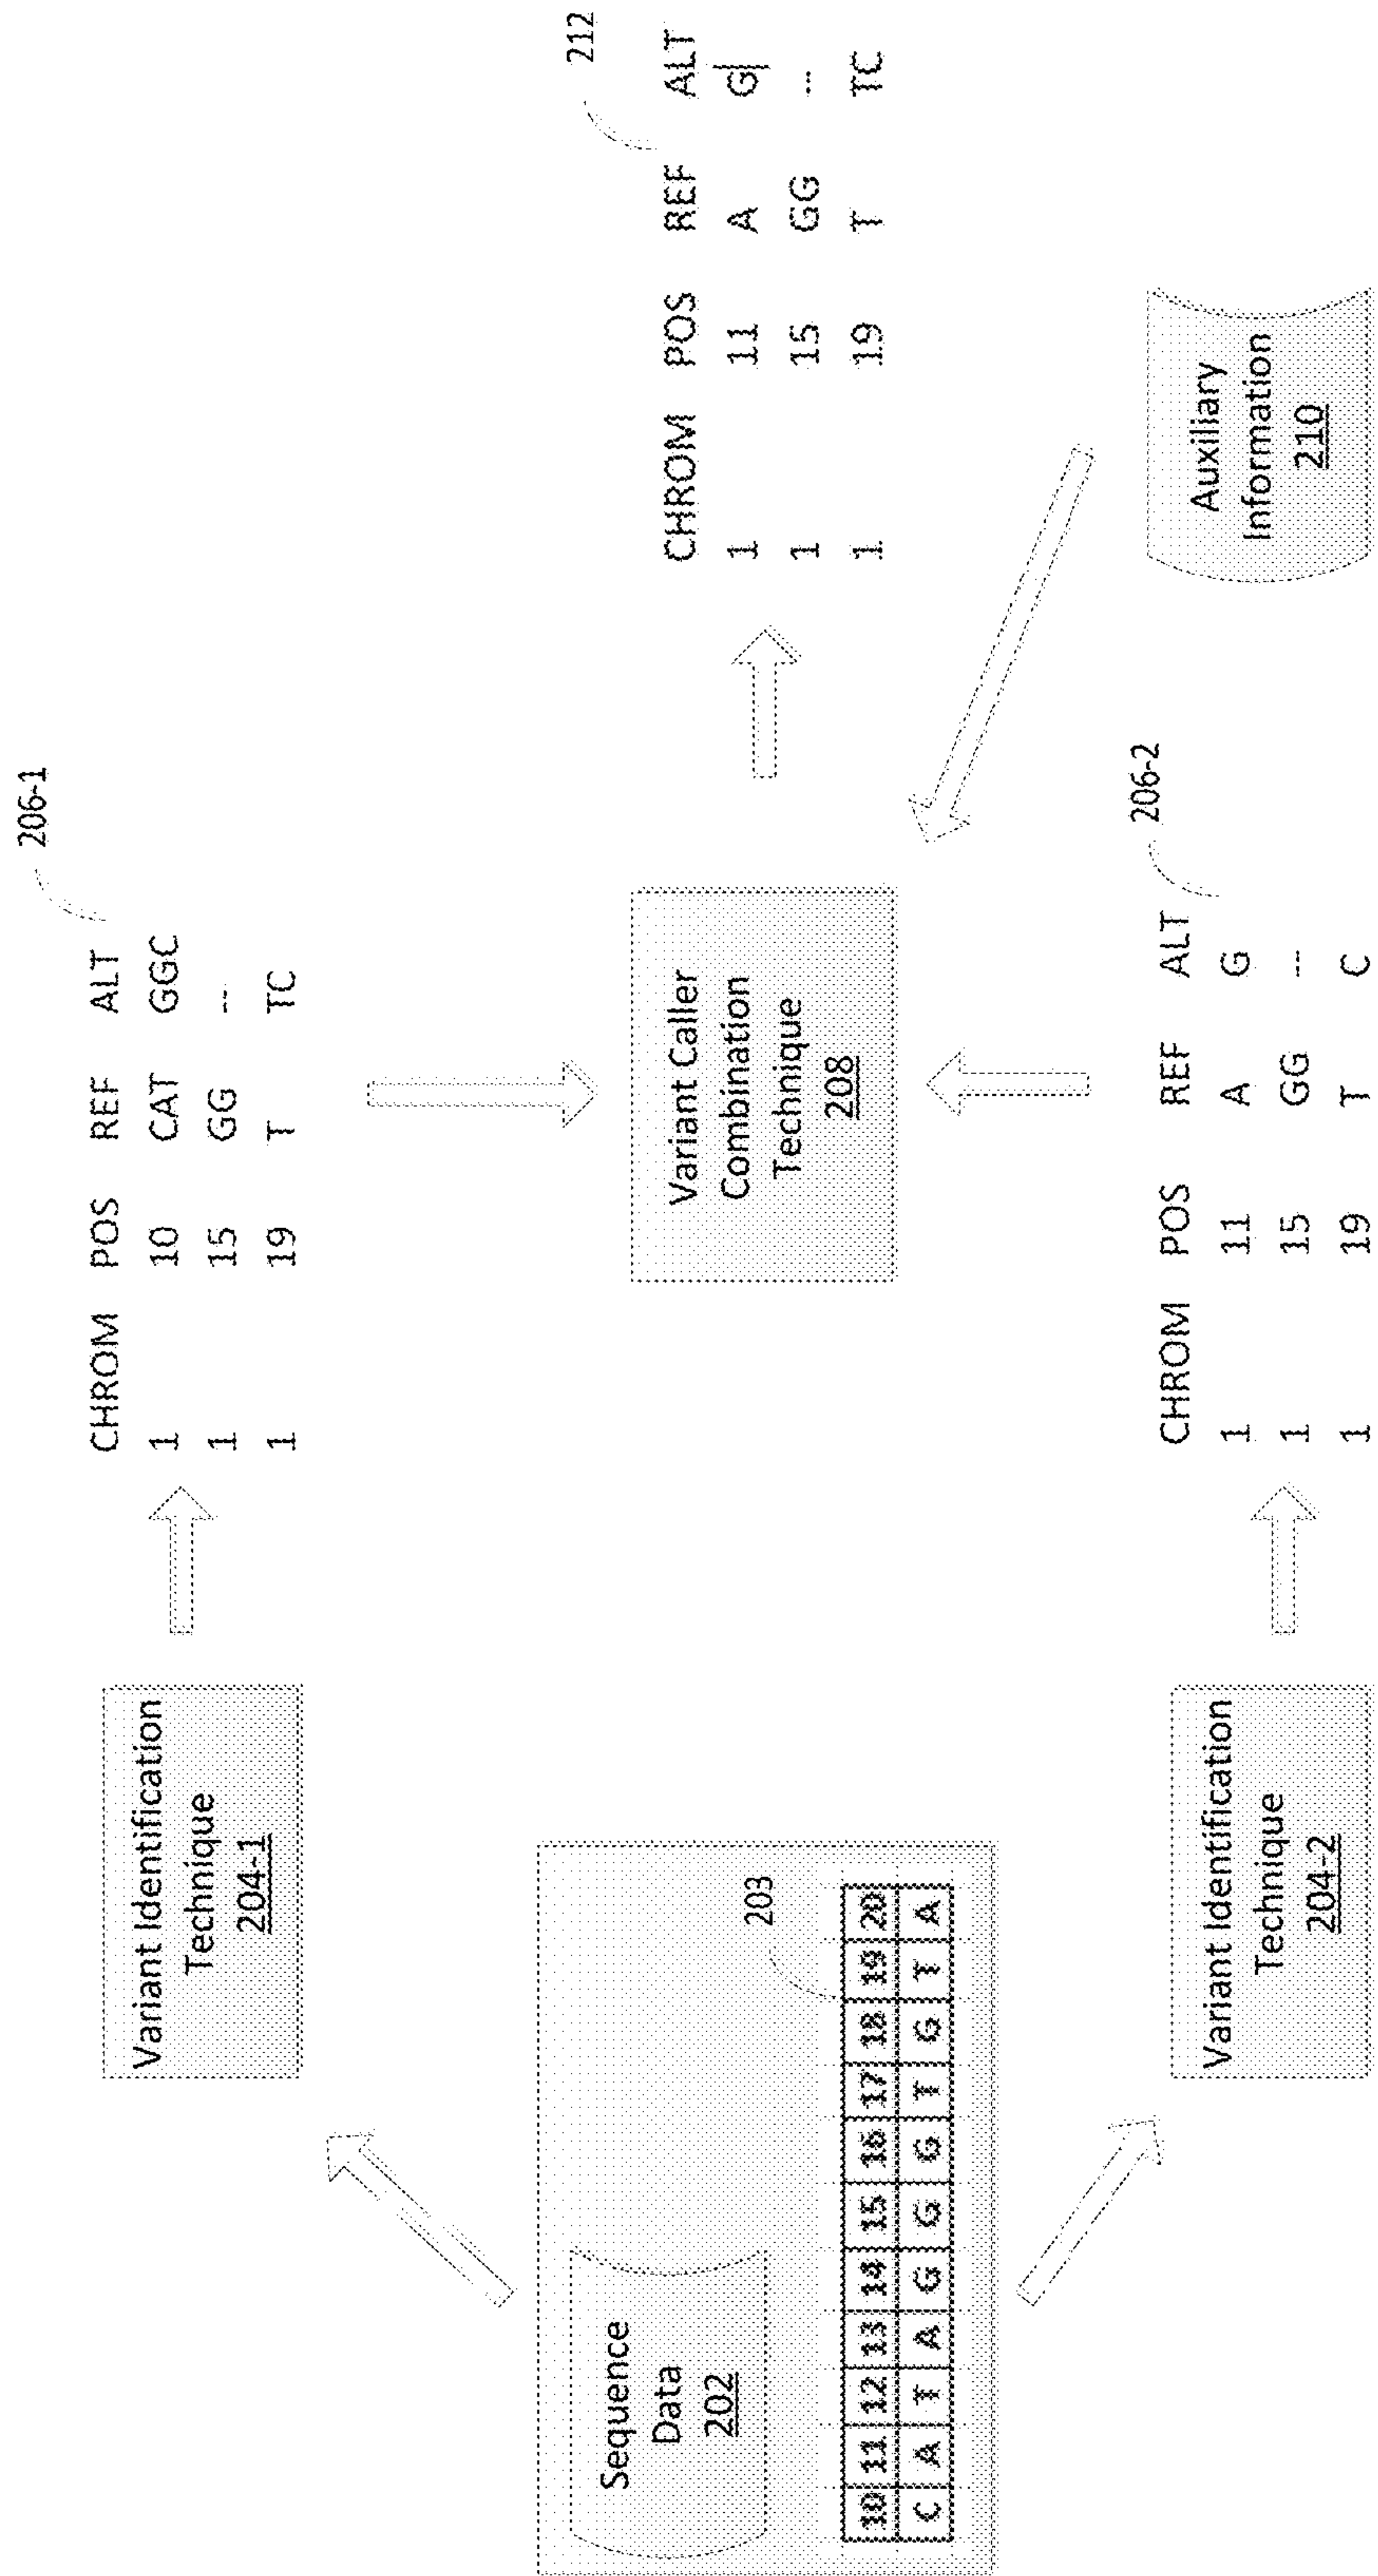 Sequence
Data
202
203
10 11 12 13 14 15 16 17 18 19 20
C A T A G G G T G T A
Variant Identification
Technique
204-1
Variant Identification
Technique
204-2
206-1
CHROM POS REF ALT
1 10 CAT GGC
1 15 GG --
1 19 T TC
206-2
CHROM POS REF ALT
1 11 A G
1 15 GG --
1 19 T C
Variant Caller
Combination
Technique
208
212
CHROM POS REF ALT
1 11 A G
1 15 GG --
1 19 T TC
Auxiliary
Information
210